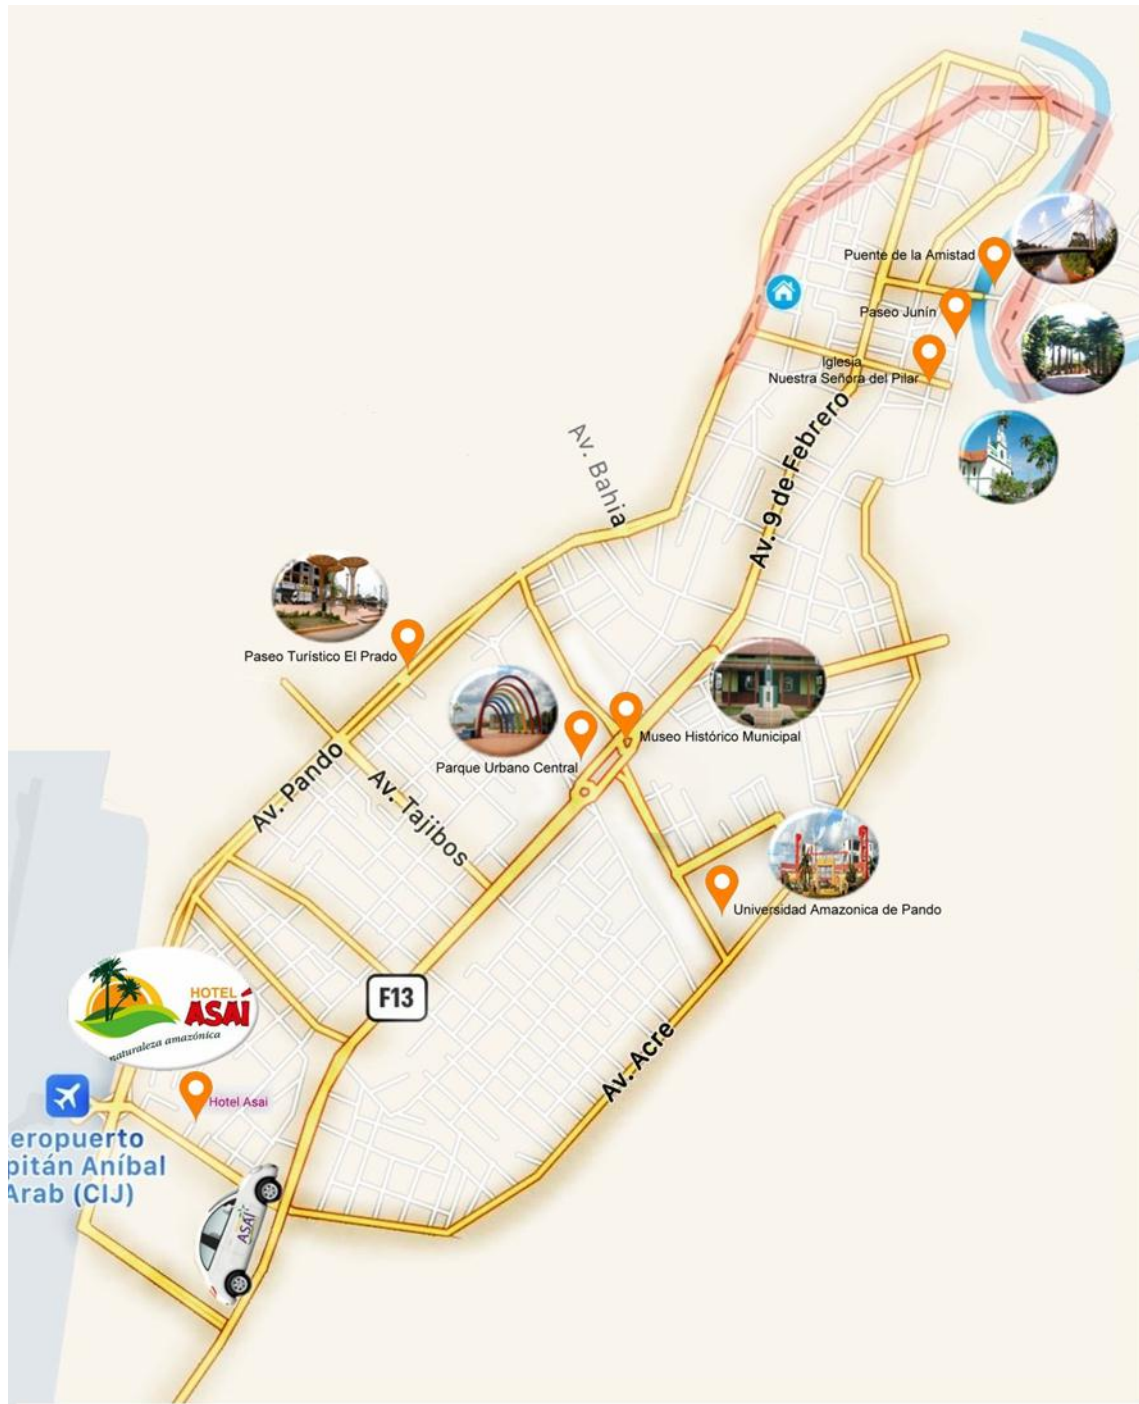 Puente de la Amistad
Paseo Junín
Iglesia
Nuestra Señora del Pilar
Av. 9 de Febrero
Av. Bahia
Paseo Turístico El Prado
Museo Histórico Municipal
Parque Urbano Central
Av. Pando
Av. Tajibos
Universidad Amazonica de Pando
HOTEL
ASAÍ
naturaleza amazónica
F13
Av. Acre
Hotel Asai
eropuerto
pitán Aníbal
Arab (CIJ)
ASAÍ